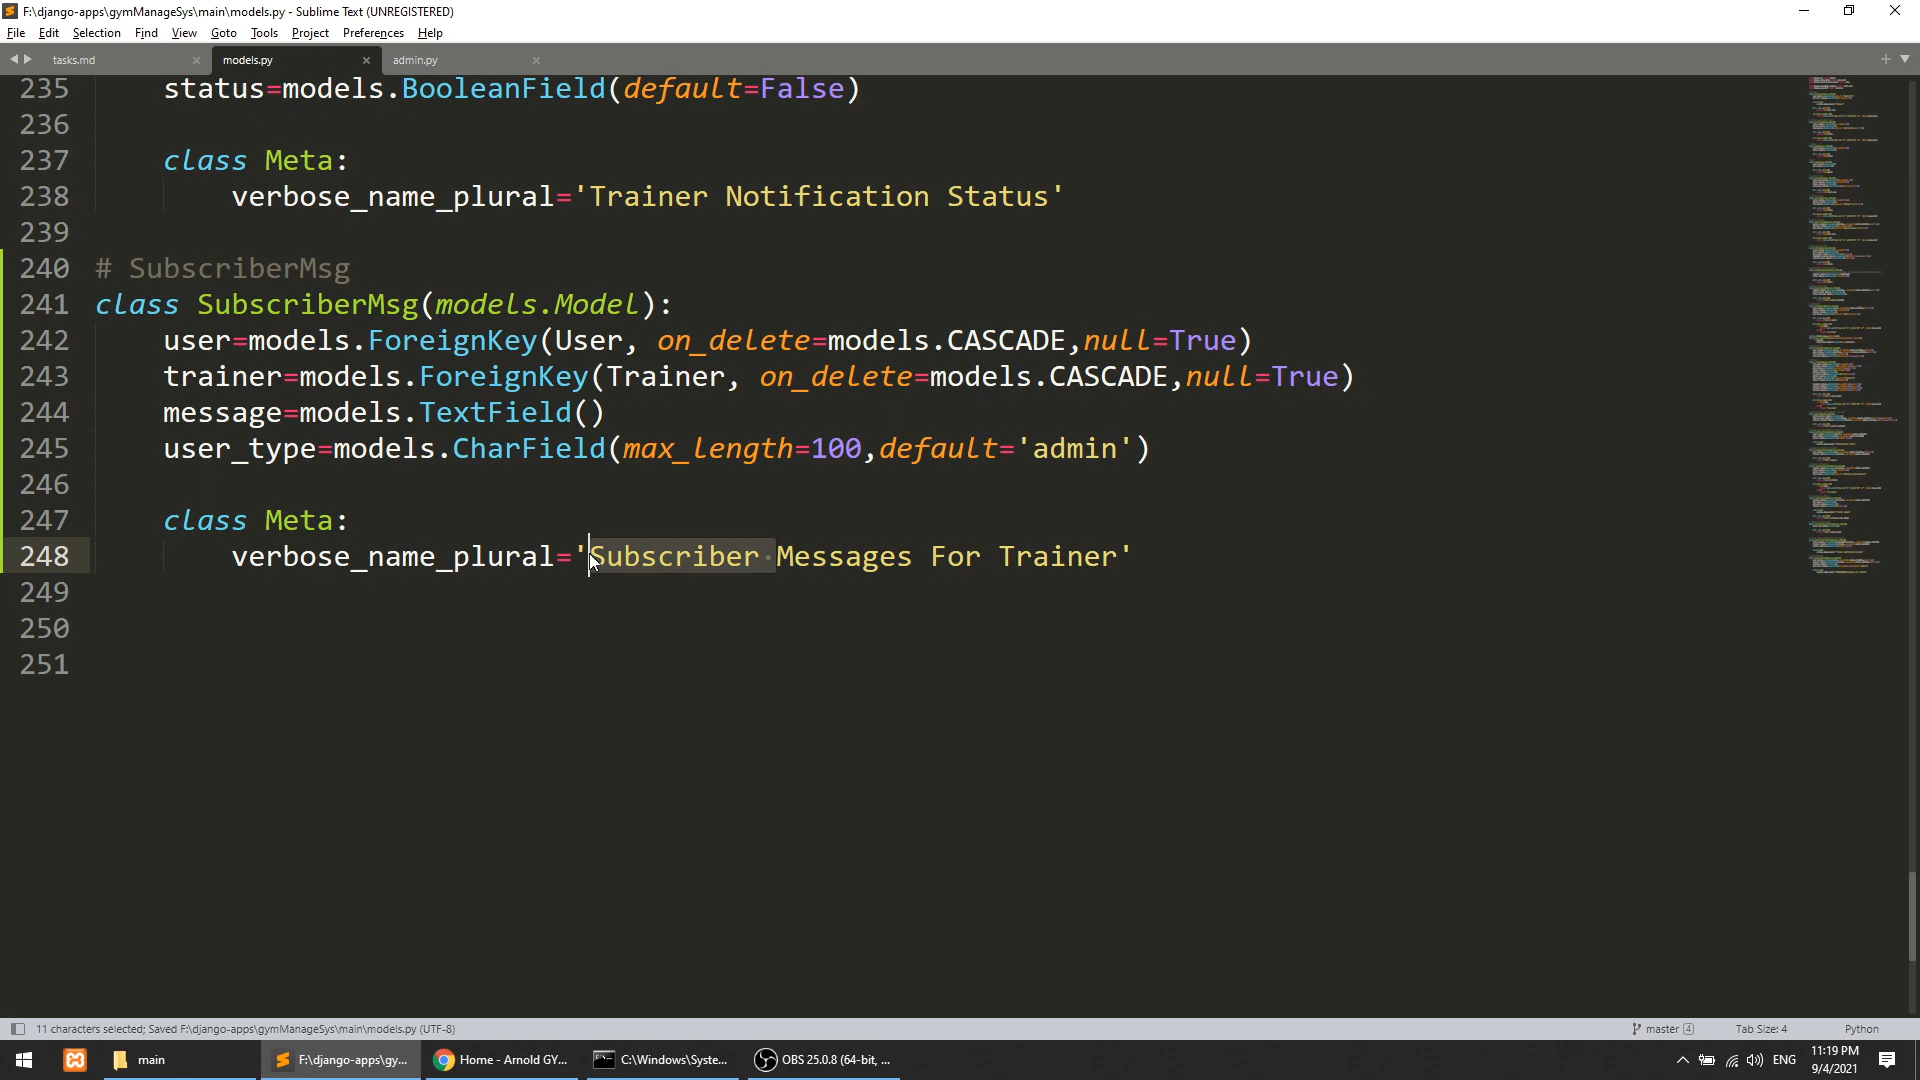 F:\django-apps\gymManageSys\main\models.py - Sublime Text (UNREGISTERED)
File Edit Selection Find View Goto Tools Project Preferences Help
tasks.md models.py admin.py
235 status=models.BooleanField(default=False)
236
237 class Meta:
238 verbose_name_plural='Trainer Notification Status'
239
240 # SubscriberMsg
241 class SubscriberMsg(models.Model):
242 user=models.ForeignKey(User, on_delete=models.CASCADE,null=True)
243 trainer=models.ForeignKey(Trainer, on_delete=models.CASCADE,null=True)
244 message=models.TextField()
245 user_type=models.CharField(max_length=100,default='admin')
246
247 class Meta:
248 verbose_name_plural='Subscriber Messages For Trainer'
249
250
251
11 characters selected; Saved F:\django-apps\gymManageSys\main\models.py (UTF-8) master 4 Tab Size: 4 Python
main F:\django-apps\gy... Home - Arnold GY... C:\Windows\Syste... OBS 25.0.8 (64-bit, ... ENG 11:19 PM
9/4/2021